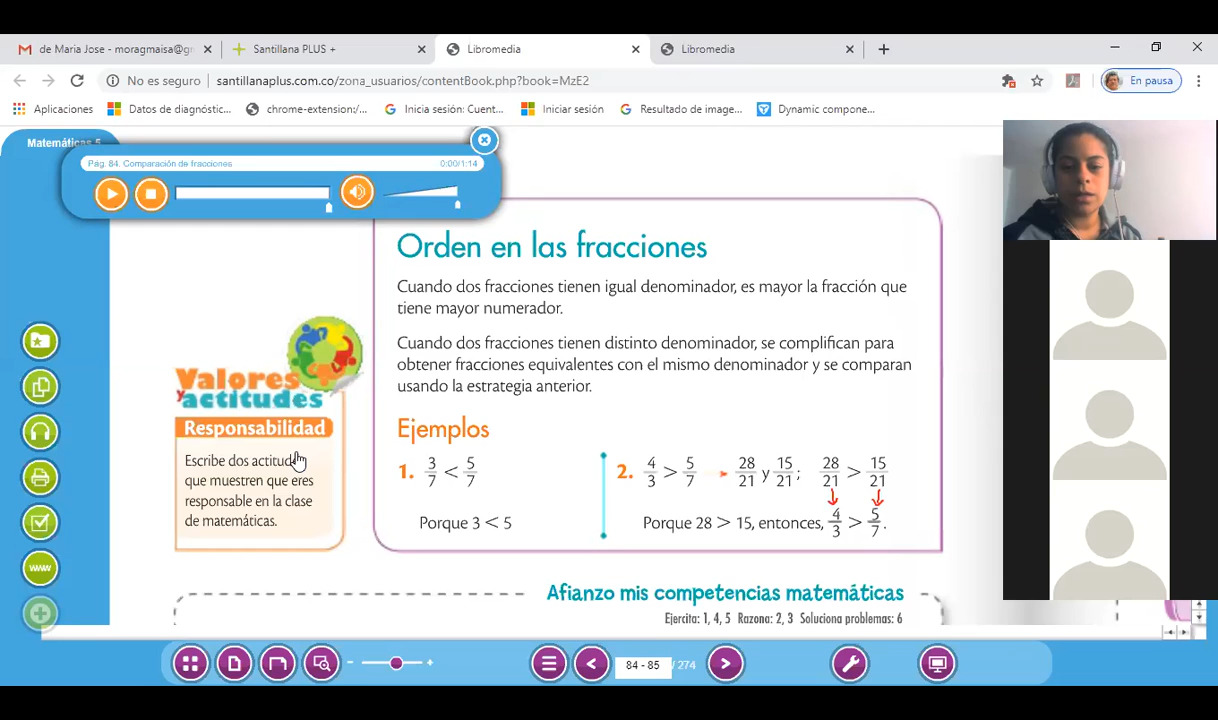 de Maria Jose - moragmaisa@g
Santillana PLUS +
Libromedia
Libromedia
No es seguro
santillanaplus.com.co/zona_usuarios/contentBook.php?book=MzE2
En pausa
Aplicaciones
Datos de diagnóstic...
chrome-extension:/...
Inicia sesión: Cuent...
Iniciar sesión
Resultado de image...
Dynamic compone...
Matemáticas 5
Pág. 84. Comparación de fracciones
0:00/1:14
Orden en las fracciones
Cuando dos fracciones tienen igual denominador, es mayor la fracción que
tiene mayor numerador.
Cuando dos fracciones tienen distinto denominador, se complifican para
obtener fracciones equivalentes con el mismo denominador y se comparan
usando la estrategia anterior.
Valores
y actitudes
Responsabilidad
Escribe dos actitud
que muestren que eres
responsable en la clase
de matemáticas.
Ejemplos
1. 3/7 < 5/7
Porque 3 < 5
2. 4/3 > 5/7 28/21 y 15/21; 28/21 > 15/21
Porque 28 > 15, entonces, 4/3 > 5/7.
Afianzo mis competencias matemáticas
Ejercita: 1, 4, 5 Razona: 2, 3 Soluciona problemas: 6
www
84 - 85 / 274